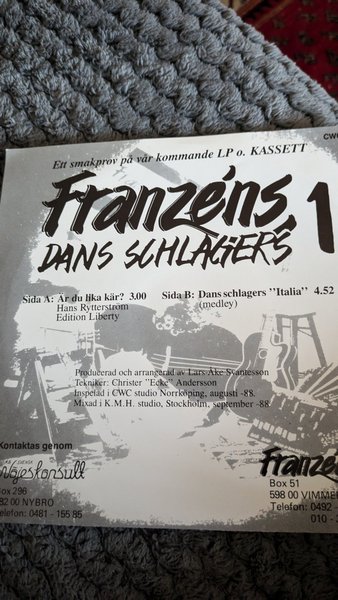 CWC
Ett smakprov på vår kommande LP o. KASSETT
Franzéns
DANS SCHLAGERS 1
Sida A: Är du lika kär? 3.00
Hans Rytterström
Edition Liberty
Sida B: Dans schlagers "Italia" 4.52
(medley)
Producerad och arrangerad av Lars-Åke Svantesson
Tekniker: Christer "Ecke" Andersson
Inspelad i CWC studio Norrköping, augusti -88.
Mixad i K.M.H. studio, Stockholm, september -88.
Kontaktas genom
Nöjeskonsult
Box 296
82 00 NYBRO
Telefon: 0481 - 155 85
Franzén
Box 51
598 00 VIMMER
Telefon: 0492 -
010 -